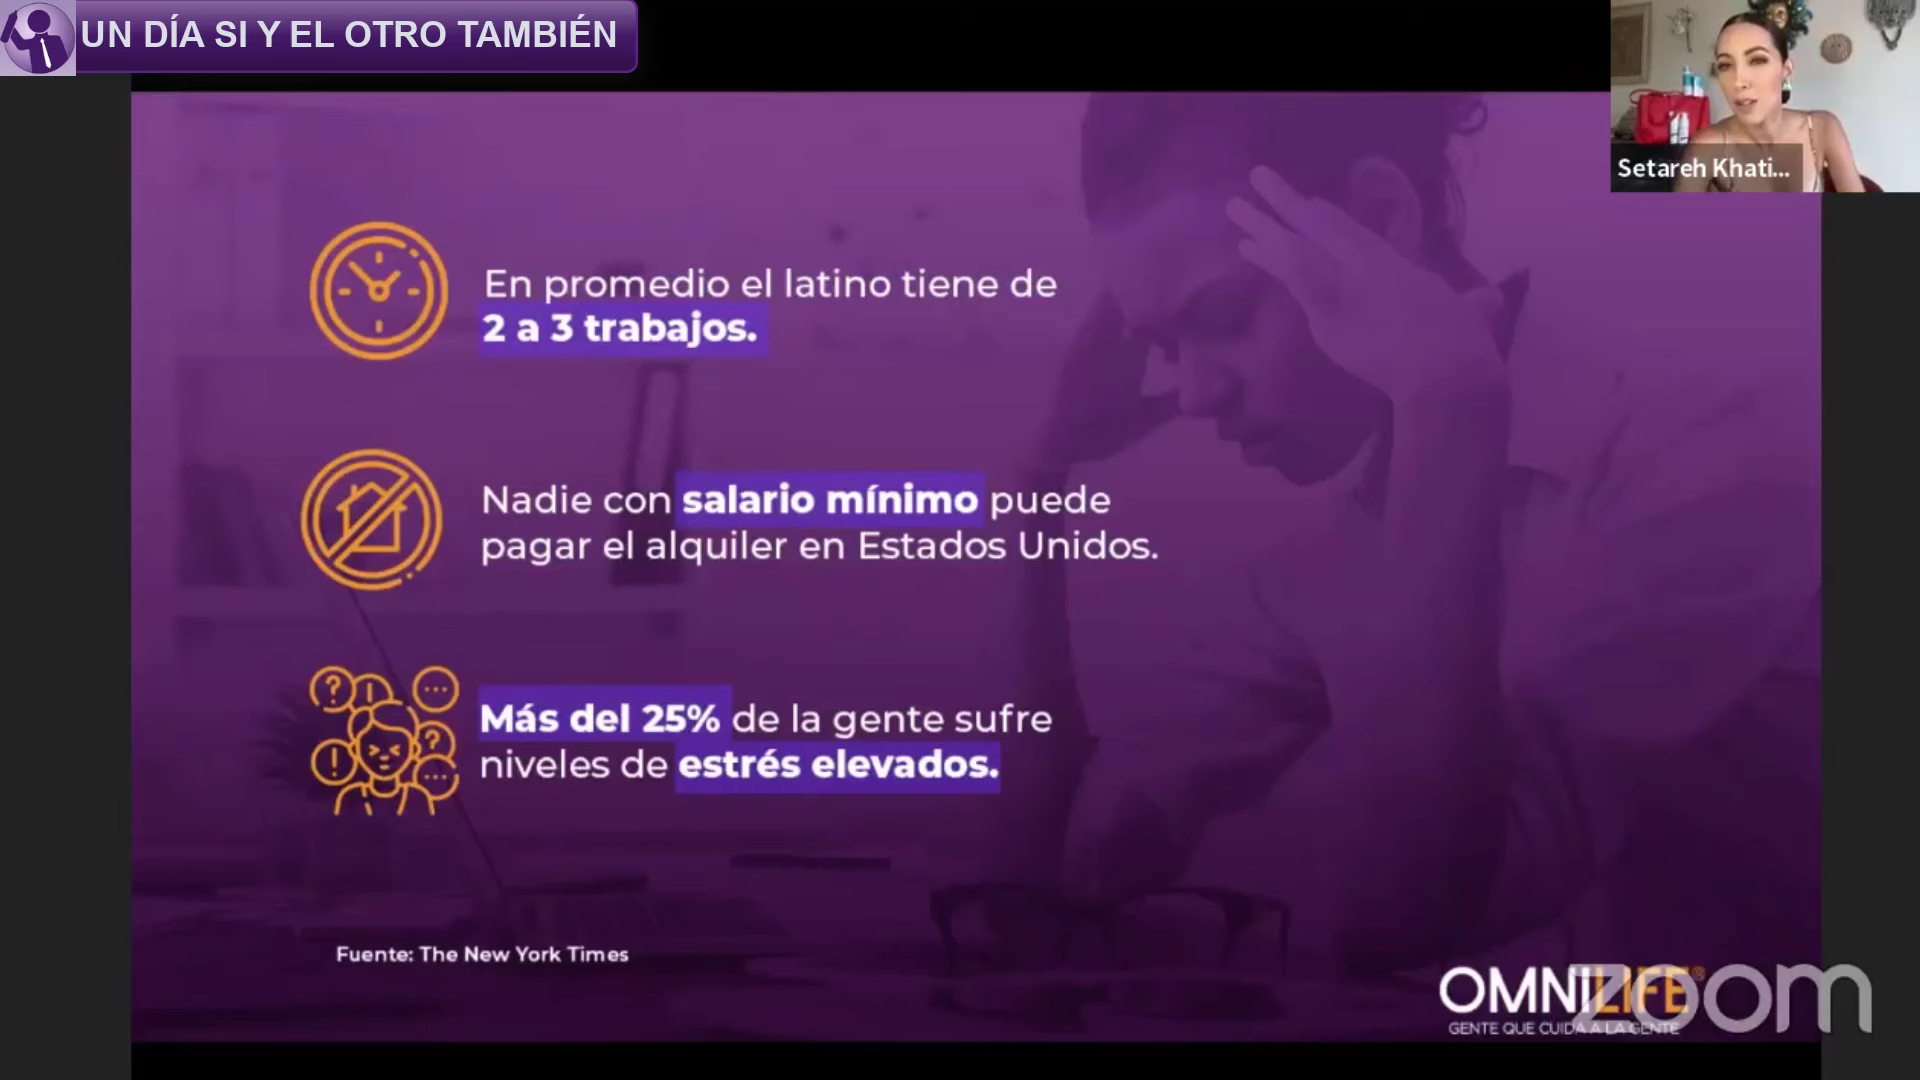 UN DÍA SI Y EL OTRO TAMBIÉN
Setareh Khati...
En promedio el latino tiene de
2 a 3 trabajos.
Nadie con salario mínimo puede
pagar el alquiler en Estados Unidos.
Más del 25% de la gente sufre
niveles de estrés elevados.
Fuente: The New York Times
OMNILIFE®
GENTE QUE CUIDA A LA GENTE
zoom